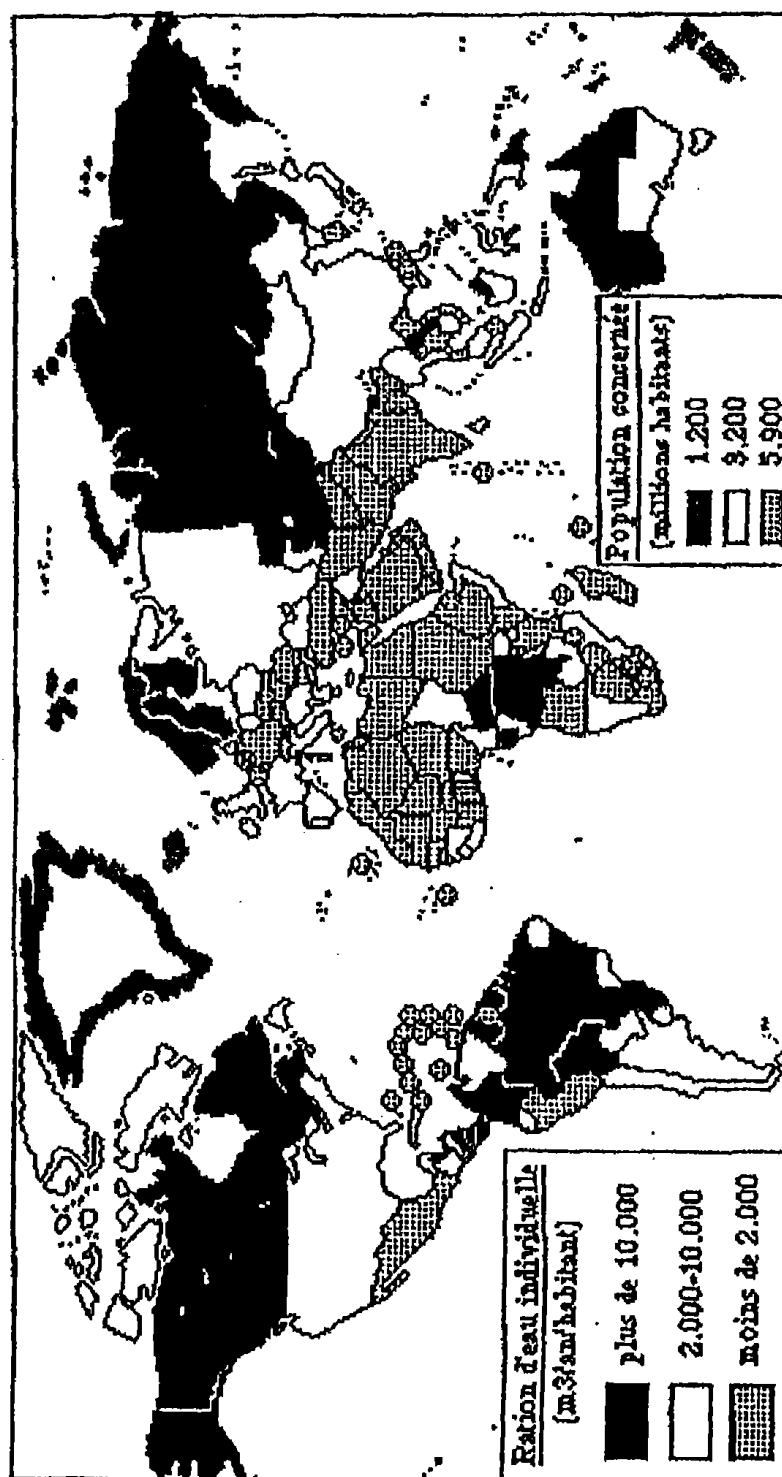 Ration d'eau individuelle
[m3/an/habitant]
plus de 10.000
2.000-10.000
moins de 2.000
Population concernée
[millions habitants]
1.200
3.200
5.900